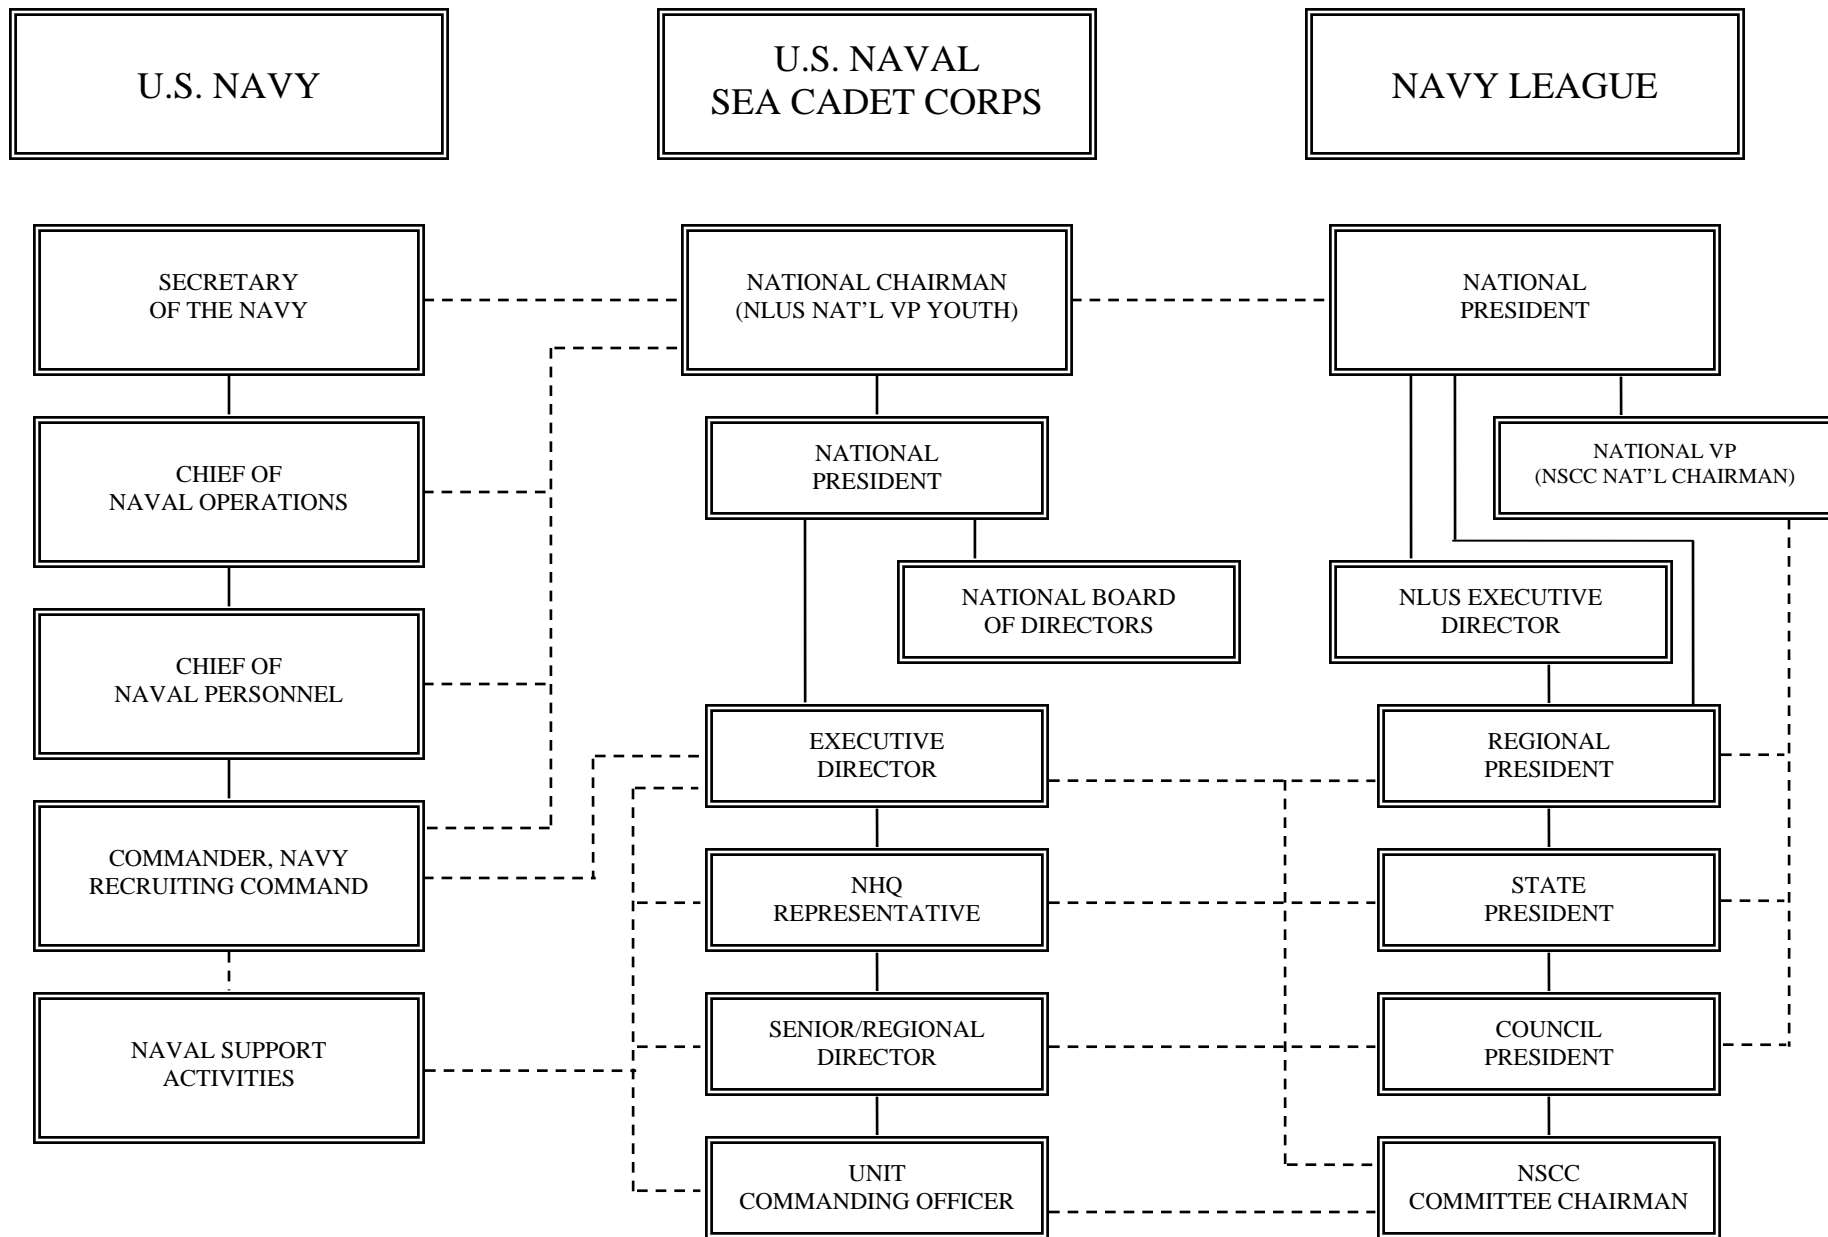 U.S. NAVY
U.S. NAVAL
SEA CADET CORPS
NAVY LEAGUE
SECRETARY
OF THE NAVY
NATIONAL CHAIRMAN
(NLUS NAT’L VP YOUTH)
NATIONAL
PRESIDENT
CHIEF OF
NAVAL OPERATIONS
NATIONAL
PRESIDENT
NATIONAL VP
(NSCC NAT’L CHAIRMAN)
NATIONAL BOARD
OF DIRECTORS
NLUS EXECUTIVE
DIRECTOR
CHIEF OF
NAVAL PERSONNEL
EXECUTIVE
DIRECTOR
REGIONAL
PRESIDENT
COMMANDER, NAVY
RECRUITING COMMAND
NHQ
REPRESENTATIVE
STATE
PRESIDENT
NAVAL SUPPORT
ACTIVITIES
SENIOR/REGIONAL
DIRECTOR
COUNCIL
PRESIDENT
UNIT
COMMANDING OFFICER
NSCC
COMMITTEE CHAIRMAN